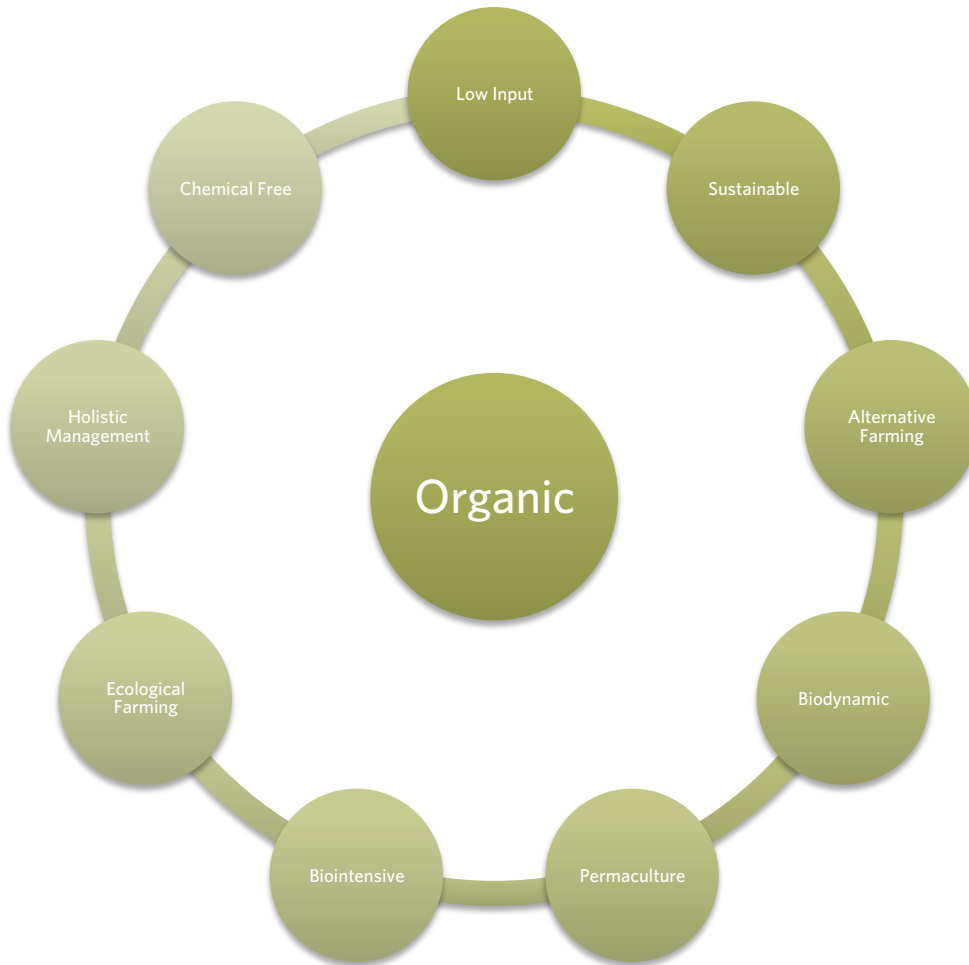 Low Input
Chemical Free
Sustainable
Holistic
Management
Alternative
Farming
Organic
Ecological
Farming
Biodynamic
Biointensive
Permaculture